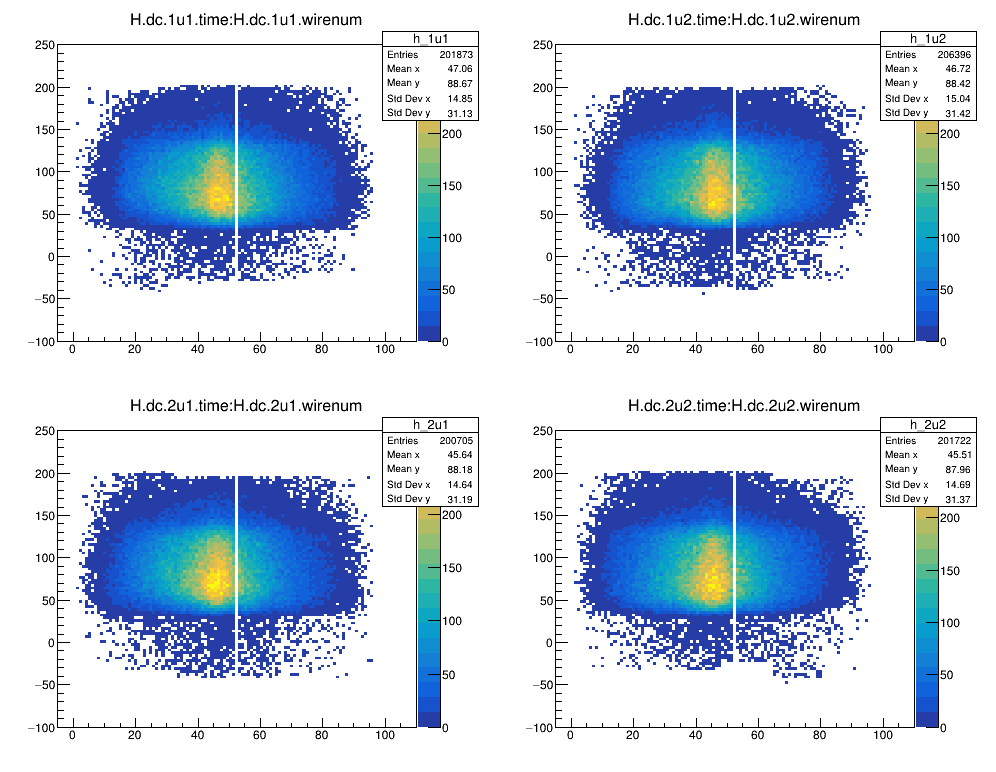 H.dc.1u1.time:H.dc.1u1.wirenum
h_1u1
Entries 201873
Mean x 47.06
Mean y 88.67
Std Dev x 14.85
Std Dev y 31.13
250
200
150
100
50
0
−50
−100
0 20 40 60 80 100
200
150
100
50
0
H.dc.1u2.time:H.dc.1u2.wirenum
h_1u2
Entries 206396
Mean x 46.72
Mean y 88.42
Std Dev x 15.04
Std Dev y 31.42
250
200
150
100
50
0
−50
−100
0 20 40 60 80 100
200
150
100
50
0
H.dc.2u1.time:H.dc.2u1.wirenum
h_2u1
Entries 200705
Mean x 45.64
Mean y 88.18
Std Dev x 14.64
Std Dev y 31.19
250
200
150
100
50
0
−50
−100
0 20 40 60 80 100
200
150
100
50
0
H.dc.2u2.time:H.dc.2u2.wirenum
h_2u2
Entries 201722
Mean x 45.51
Mean y 87.96
Std Dev x 14.69
Std Dev y 31.37
250
200
150
100
50
0
−50
−100
0 20 40 60 80 100
200
150
100
50
0